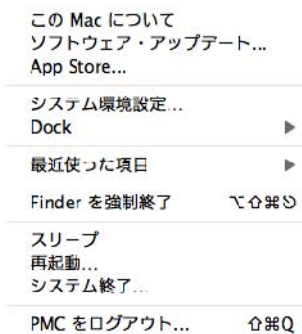 この Mac について
ソフトウェア・アップデート...
App Store...
システム環境設定...
Dock ▶
最近使った項目 ▶
Finder を強制終了 ⌥⇧⌘⎋
スリープ
再起動...
システム終了...
PMC をログアウト... ⇧⌘Q